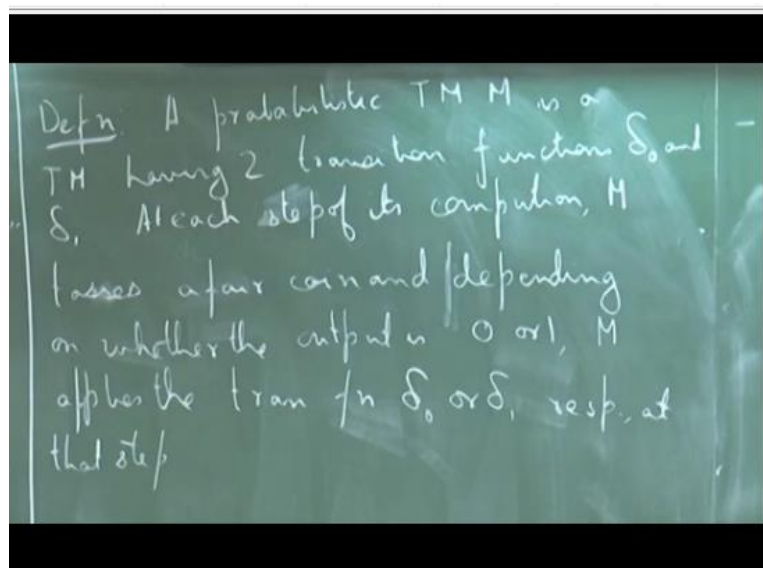 Defn. A probabilistic TM M is a
TM having 2 transition functions δ₀ and
δ₁ At each step of its compution, M
tosses a fair coin and depending
on whether the output is 0 or 1, M
applies the tran fn δ₀ or δ₁ resp., at
that step